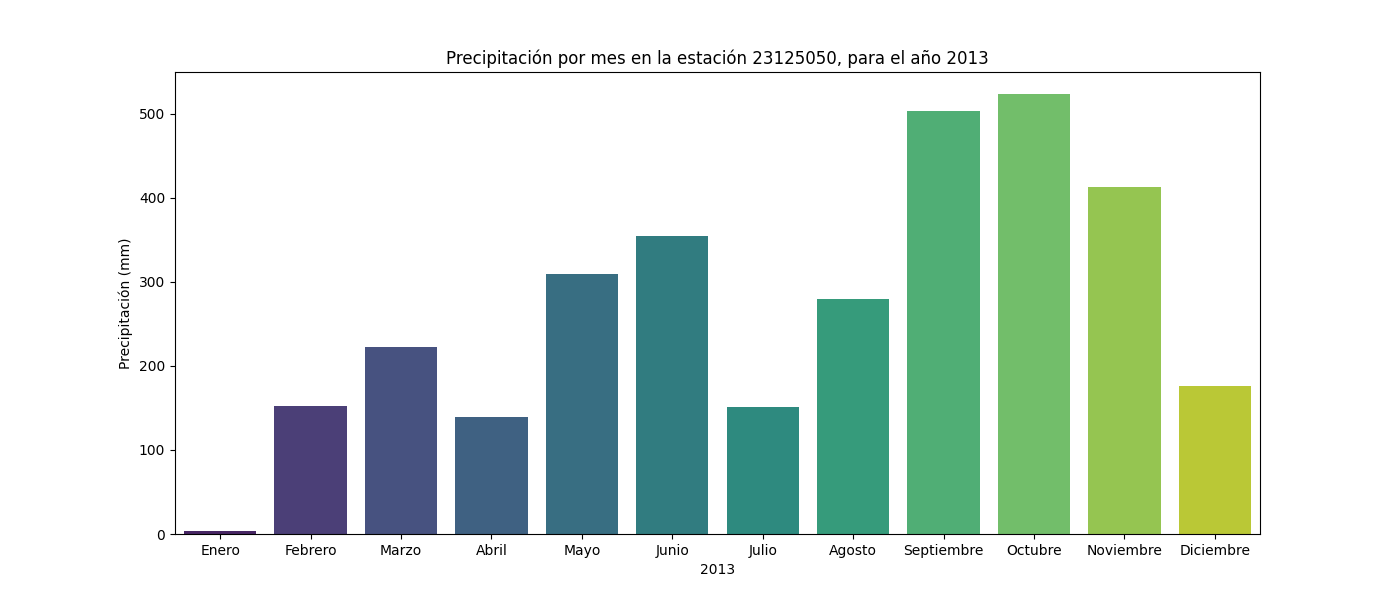 Precipitación por mes en la estación 23125050, para el año 2013
Precipitación (mm)
500
400
300
200
100
0
Enero Febrero Marzo Abril Mayo Junio Julio Agosto Septiembre Octubre Noviembre Diciembre
2013